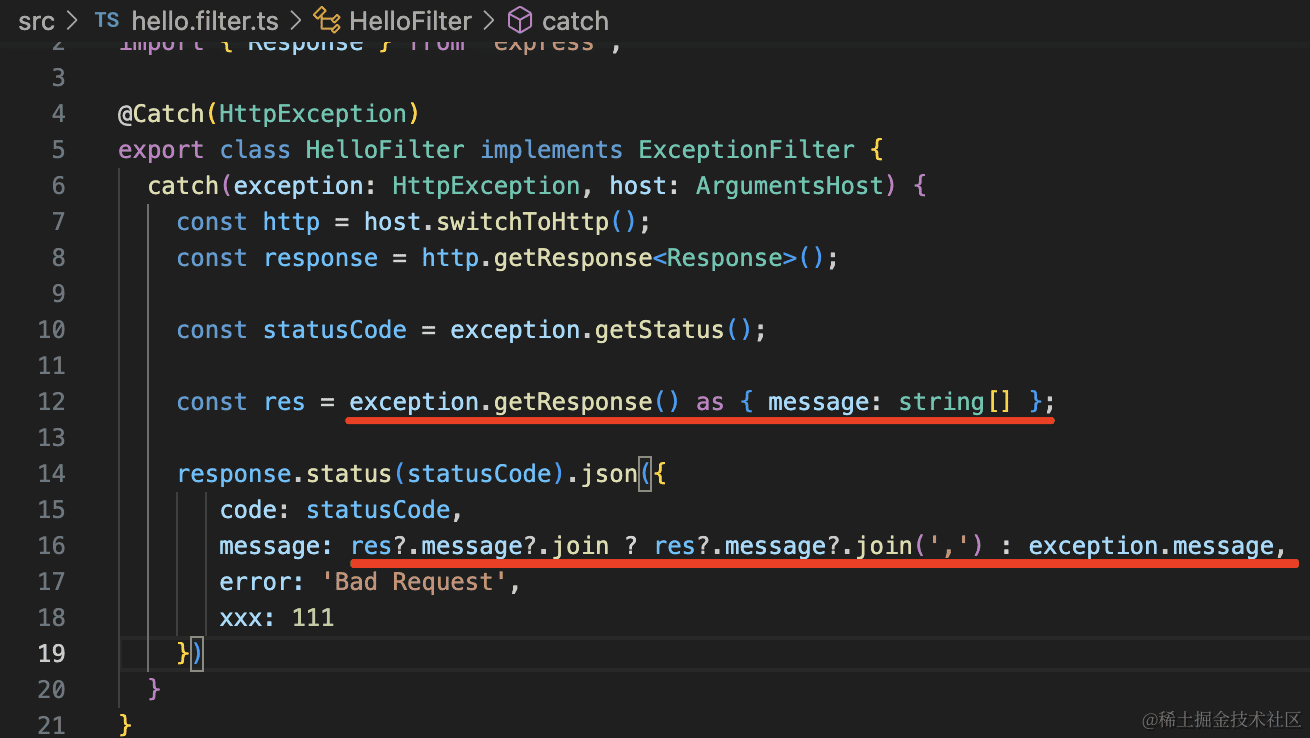 src > TS hello.filter.ts > HelloFilter > catch
2 import { Response } from "express";
3
4 @Catch(HttpException)
5 export class HelloFilter implements ExceptionFilter {
6 catch(exception: HttpException, host: ArgumentsHost) {
7 const http = host.switchToHttp();
8 const response = http.getResponse<Response>();
9
10 const statusCode = exception.getStatus();
11
12 const res = exception.getResponse() as { message: string[] };
13
14 response.status(statusCode).json({
15 code: statusCode,
16 message: res?.message?.join ? res?.message?.join(',') : exception.message,
17 error: 'Bad Request',
18 xxx: 111
19 })
20 }
21 }
@稀土掘金技术社区